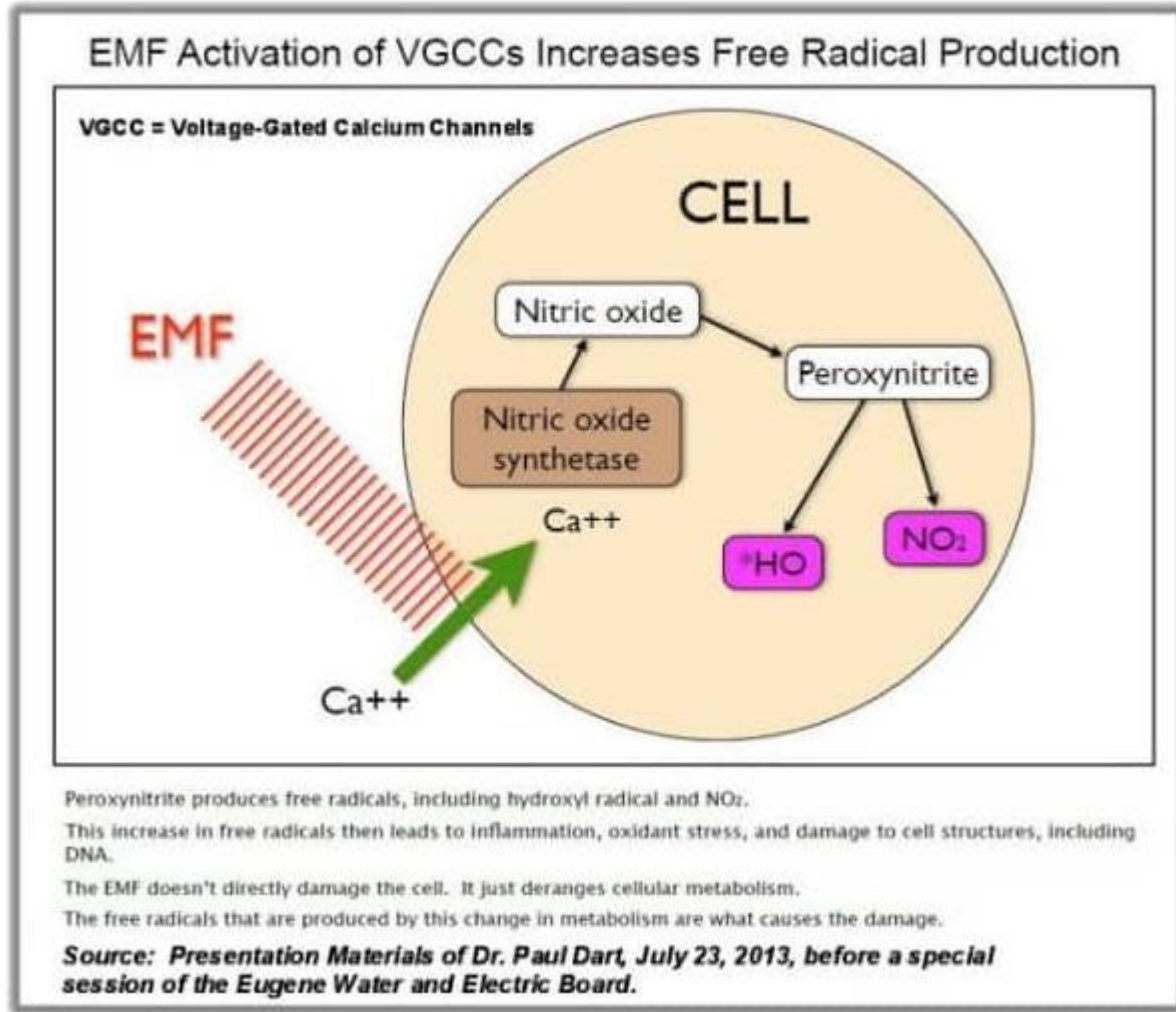 EMF Activation of VGCCs Increases Free Radical Production
VGCC = Voltage-Gated Calcium Channels
CELL
Nitric oxide
EMF
Peroxynitrite
Nitric oxide
synthetase
Ca++
*HO
NO₂
Ca++
Peroxynitrite produces free radicals, including hydroxyl radical and NO₂.
This increase in free radicals then leads to inflammation, oxidant stress, and damage to cell structures, including
DNA.
The EMF doesn't directly damage the cell. It just deranges cellular metabolism.
The free radicals that are produced by this change in metabolism are what causes the damage.
Source: Presentation Materials of Dr. Paul Dart, July 23, 2013, before a special
session of the Eugene Water and Electric Board.